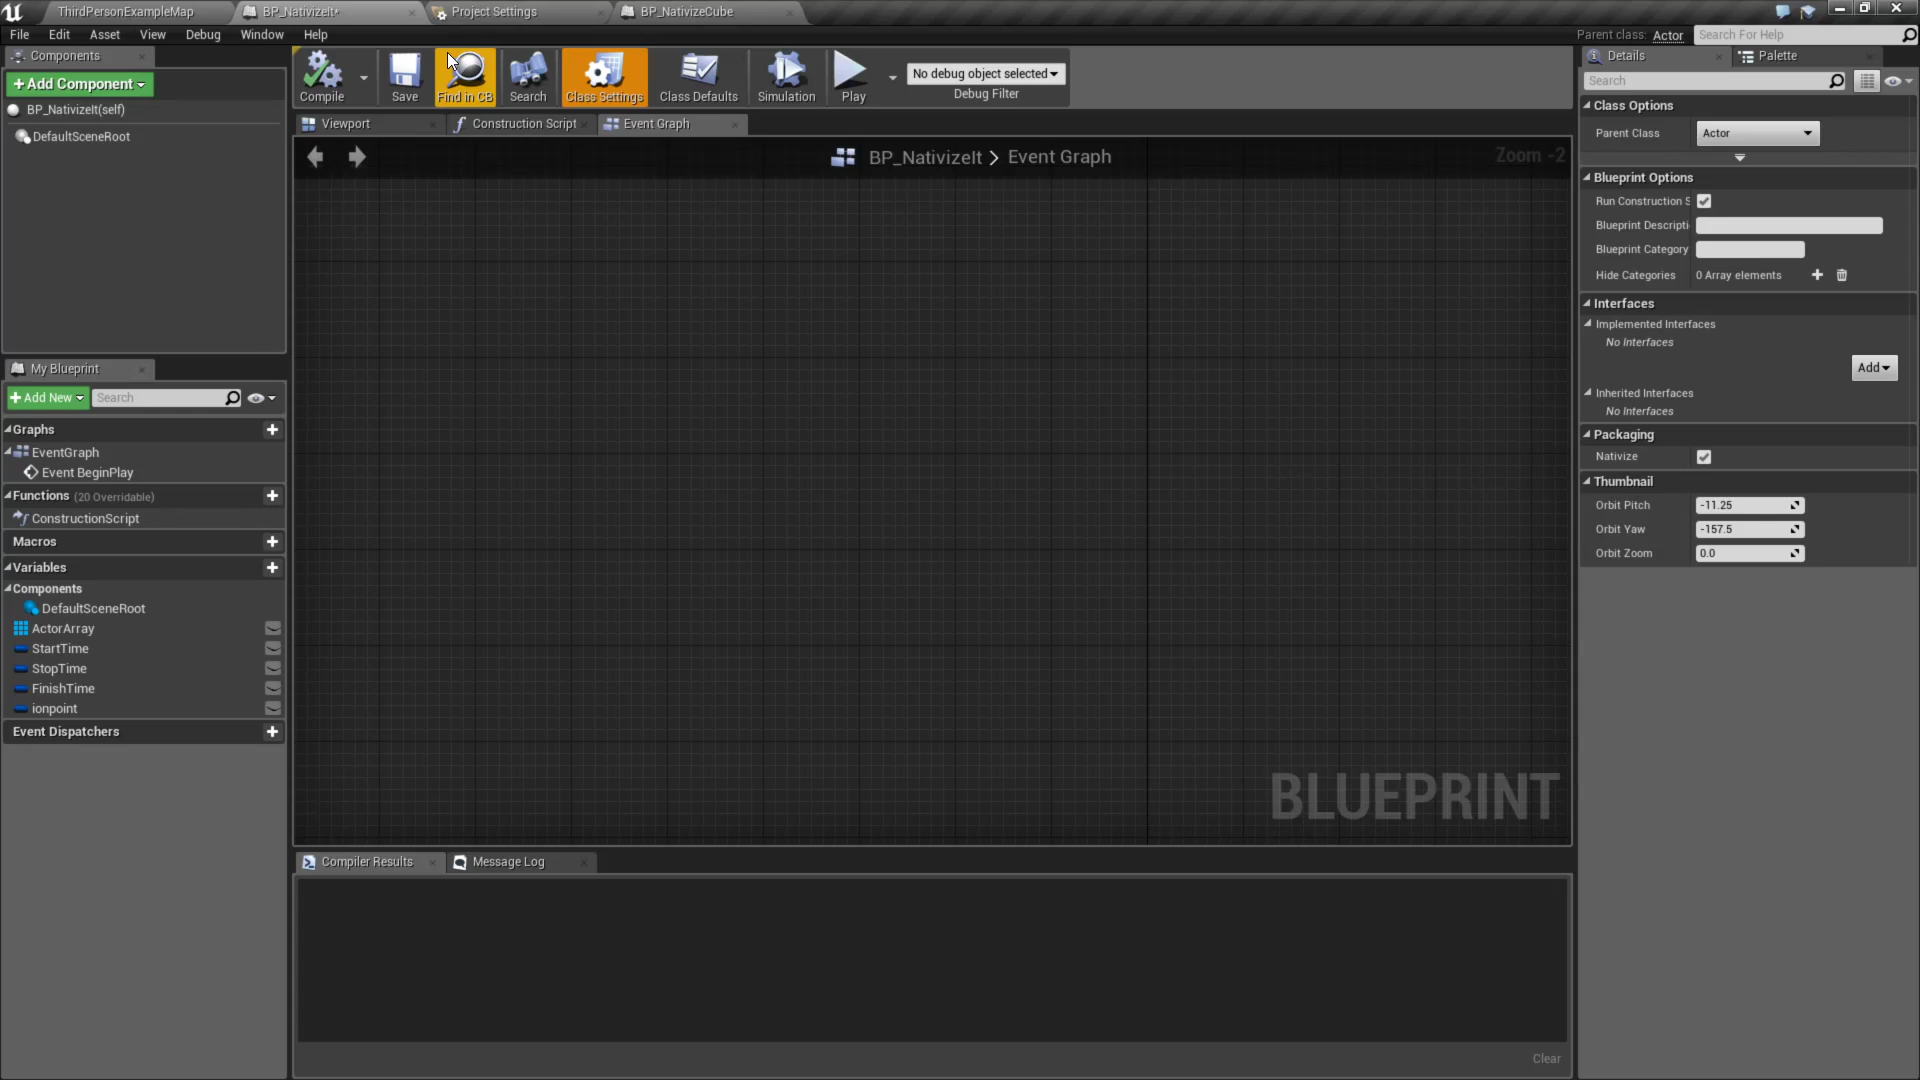 ThirdPersonExampleMap
BP_NativizeIt*
Project Settings
BP_NativizeCube
File Edit Asset View Debug Window Help
Parent class: Actor
Search For Help
Components
+Add Component
BP_NativizeIt(self)
DefaultSceneRoot
Compile
Save
Find in CB
Search
Class Settings
Class Defaults
Simulation
Play
No debug object selected
Debug Filter
Viewport
Construction Script
Event Graph
BP_NativizeIt > Event Graph
Zoom -2
BLUEPRINT
My Blueprint
+Add New
Search
Graphs
EventGraph
Event BeginPlay
Functions (20 Overridable)
ConstructionScript
Macros
Variables
Components
DefaultSceneRoot
ActorArray
StartTime
StopTime
FinishTime
ionpoint
Event Dispatchers
Compiler Results
Message Log
Clear
Details
Palette
Search
Class Options
Parent Class Actor
Blueprint Options
Run Construction S
Blueprint Descripti
Blueprint Category
Hide Categories 0 Array elements
Interfaces
Implemented Interfaces
No Interfaces
Add
Inherited Interfaces
No Interfaces
Packaging
Nativize
Thumbnail
Orbit Pitch -11.25
Orbit Yaw -157.5
Orbit Zoom 0.0